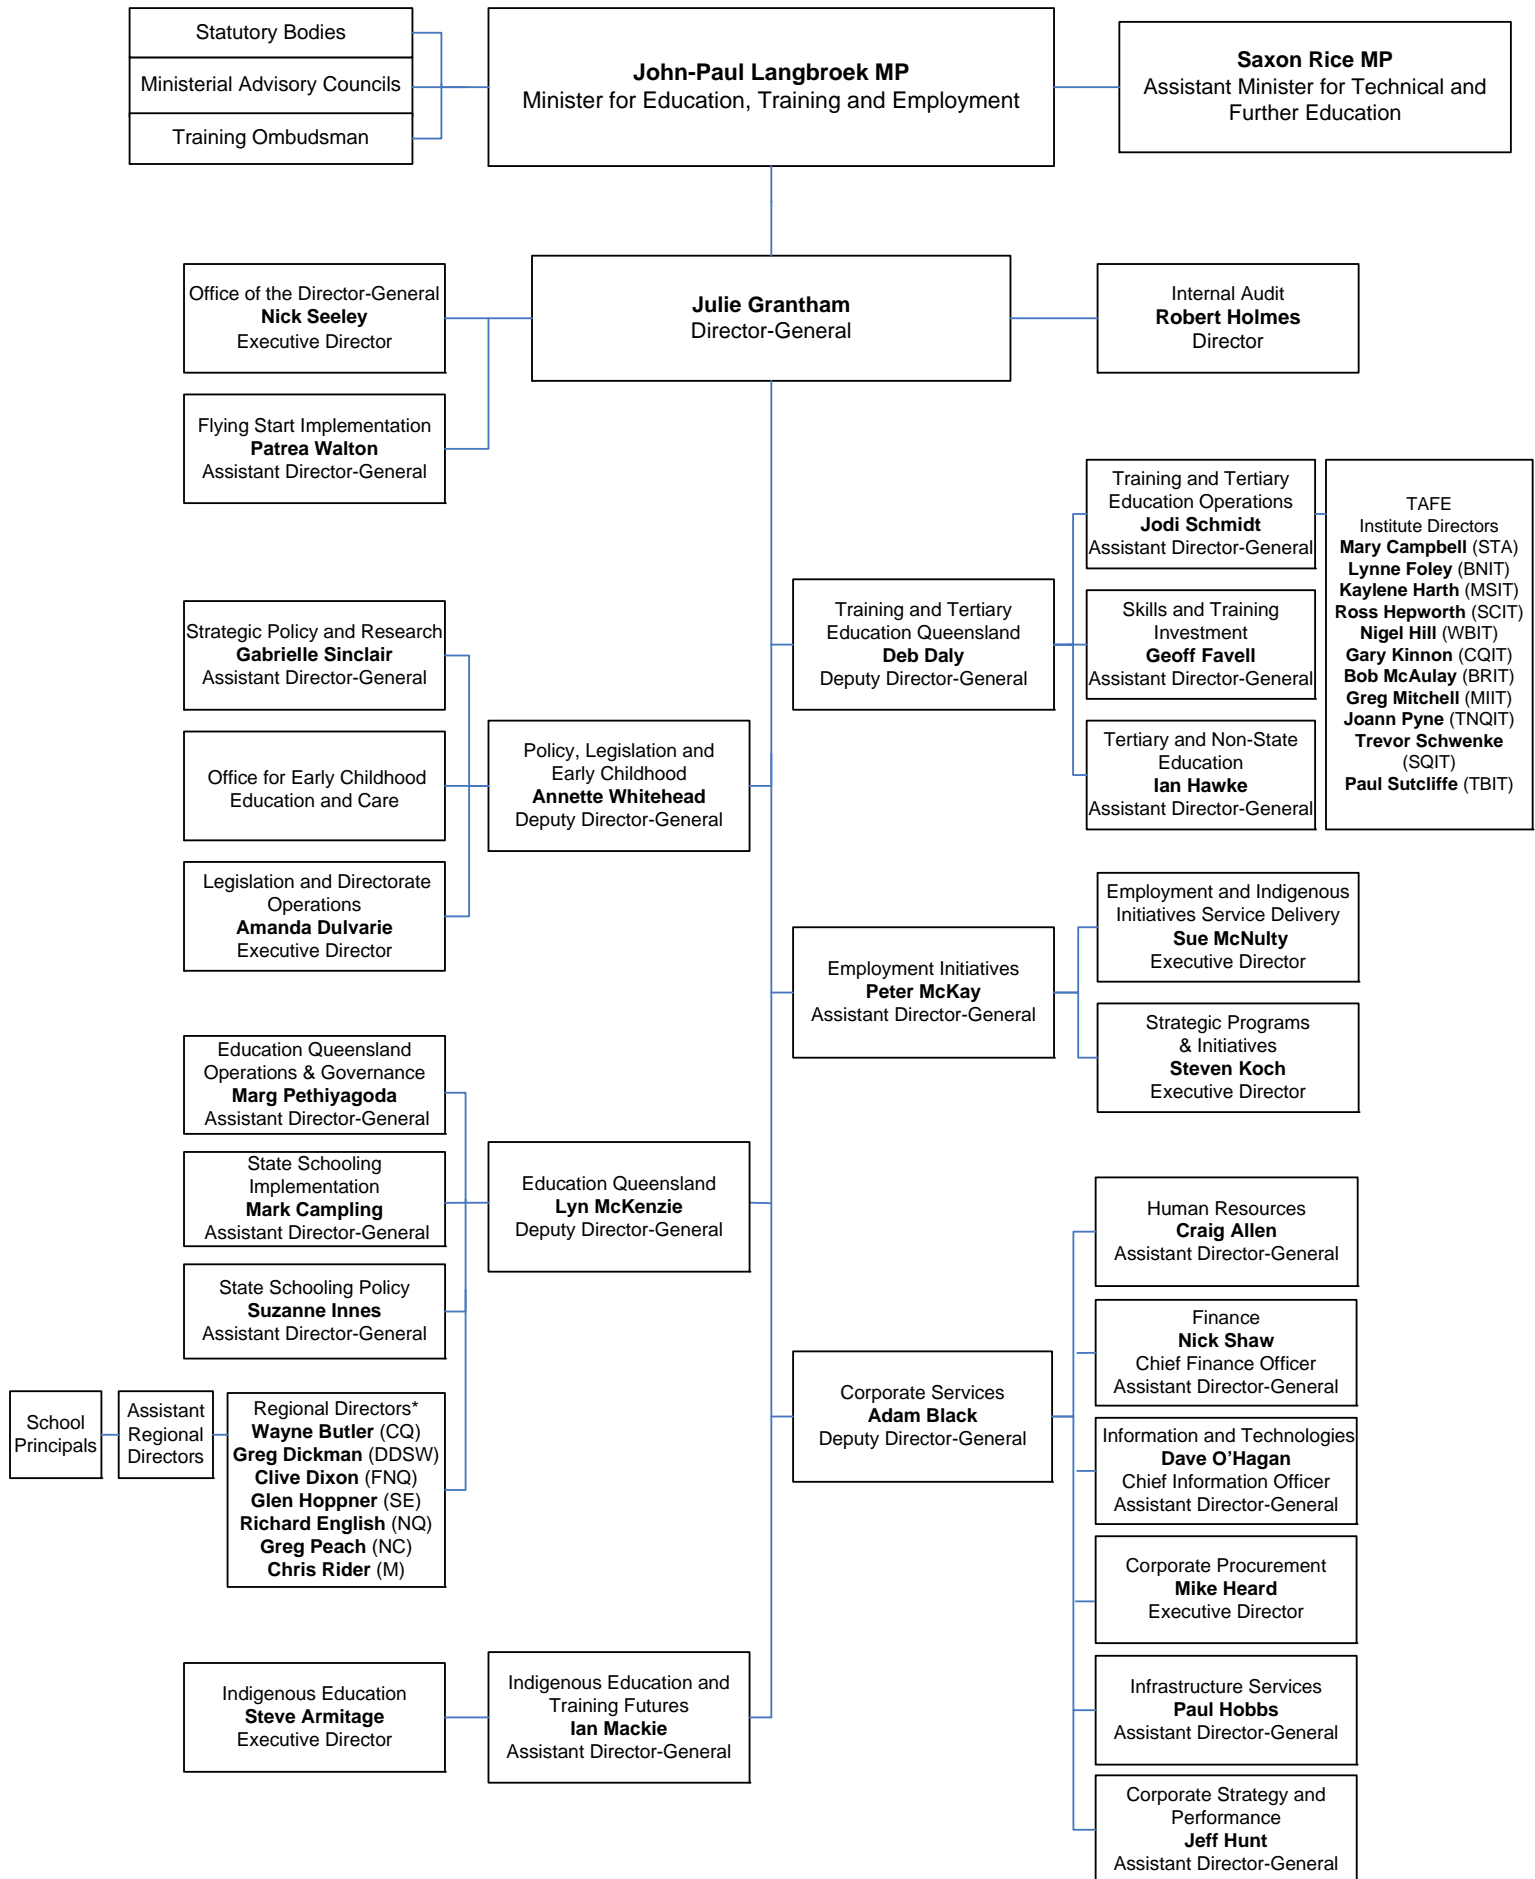 Statutory Bodies
Ministerial Advisory Councils
Training Ombudsman
John-Paul Langbroek MP
Minister for Education, Training and Employment
Saxon Rice MP
Assistant Minister for Technical and
Further Education
Office of the Director-General
Nick Seeley
Executive Director
Julie Grantham
Director-General
Internal Audit
Robert Holmes
Director
Flying Start Implementation
Patrea Walton
Assistant Director-General
Training and Tertiary
Education Queensland
Deb Daly
Deputy Director-General
Training and Tertiary
Education Operations
Jodi Schmidt
Assistant Director-General
Skills and Training
Investment
Geoff Favell
Assistant Director-General
Tertiary and Non-State
Education
Ian Hawke
Assistant Director-General
TAFE
Institute Directors
Mary Campbell (STA)
Lynne Foley (BNIT)
Kaylene Harth (MSIT)
Ross Hepworth (SCIT)
Nigel Hill (WBIT)
Gary Kinnon (CQIT)
Bob McAulay (BRIT)
Greg Mitchell (MIIT)
Joann Pyne (TNQIT)
Trevor Schwenke
(SQIT)
Paul Sutcliffe (TBIT)
Strategic Policy and Research
Gabrielle Sinclair
Assistant Director-General
Office for Early Childhood
Education and Care
Legislation and Directorate
Operations
Amanda Dulvarie
Executive Director
Policy, Legislation and
Early Childhood
Annette Whitehead
Deputy Director-General
Employment Initiatives
Peter McKay
Assistant Director-General
Employment and Indigenous
Initiatives Service Delivery
Sue McNulty
Executive Director
Strategic Programs
& Initiatives
Steven Koch
Executive Director
Education Queensland
Operations & Governance
Marg Pethiyagoda
Assistant Director-General
State Schooling
Implementation
Mark Campling
Assistant Director-General
State Schooling Policy
Suzanne Innes
Assistant Director-General
Education Queensland
Lyn McKenzie
Deputy Director-General
School
Principals
Assistant
Regional
Directors
Regional Directors*
Wayne Butler (CQ)
Greg Dickman (DDSW)
Clive Dixon (FNQ)
Glen Hoppner (SE)
Richard English (NQ)
Greg Peach (NC)
Chris Rider (M)
Corporate Services
Adam Black
Deputy Director-General
Human Resources
Craig Allen
Assistant Director-General
Finance
Nick Shaw
Chief Finance Officer
Assistant Director-General
Information and Technologies
Dave O’Hagan
Chief Information Officer
Assistant Director-General
Corporate Procurement
Mike Heard
Executive Director
Infrastructure Services
Paul Hobbs
Assistant Director-General
Corporate Strategy and
Performance
Jeff Hunt
Assistant Director-General
Indigenous Education
Steve Armitage
Executive Director
Indigenous Education and
Training Futures
Ian Mackie
Assistant Director-General